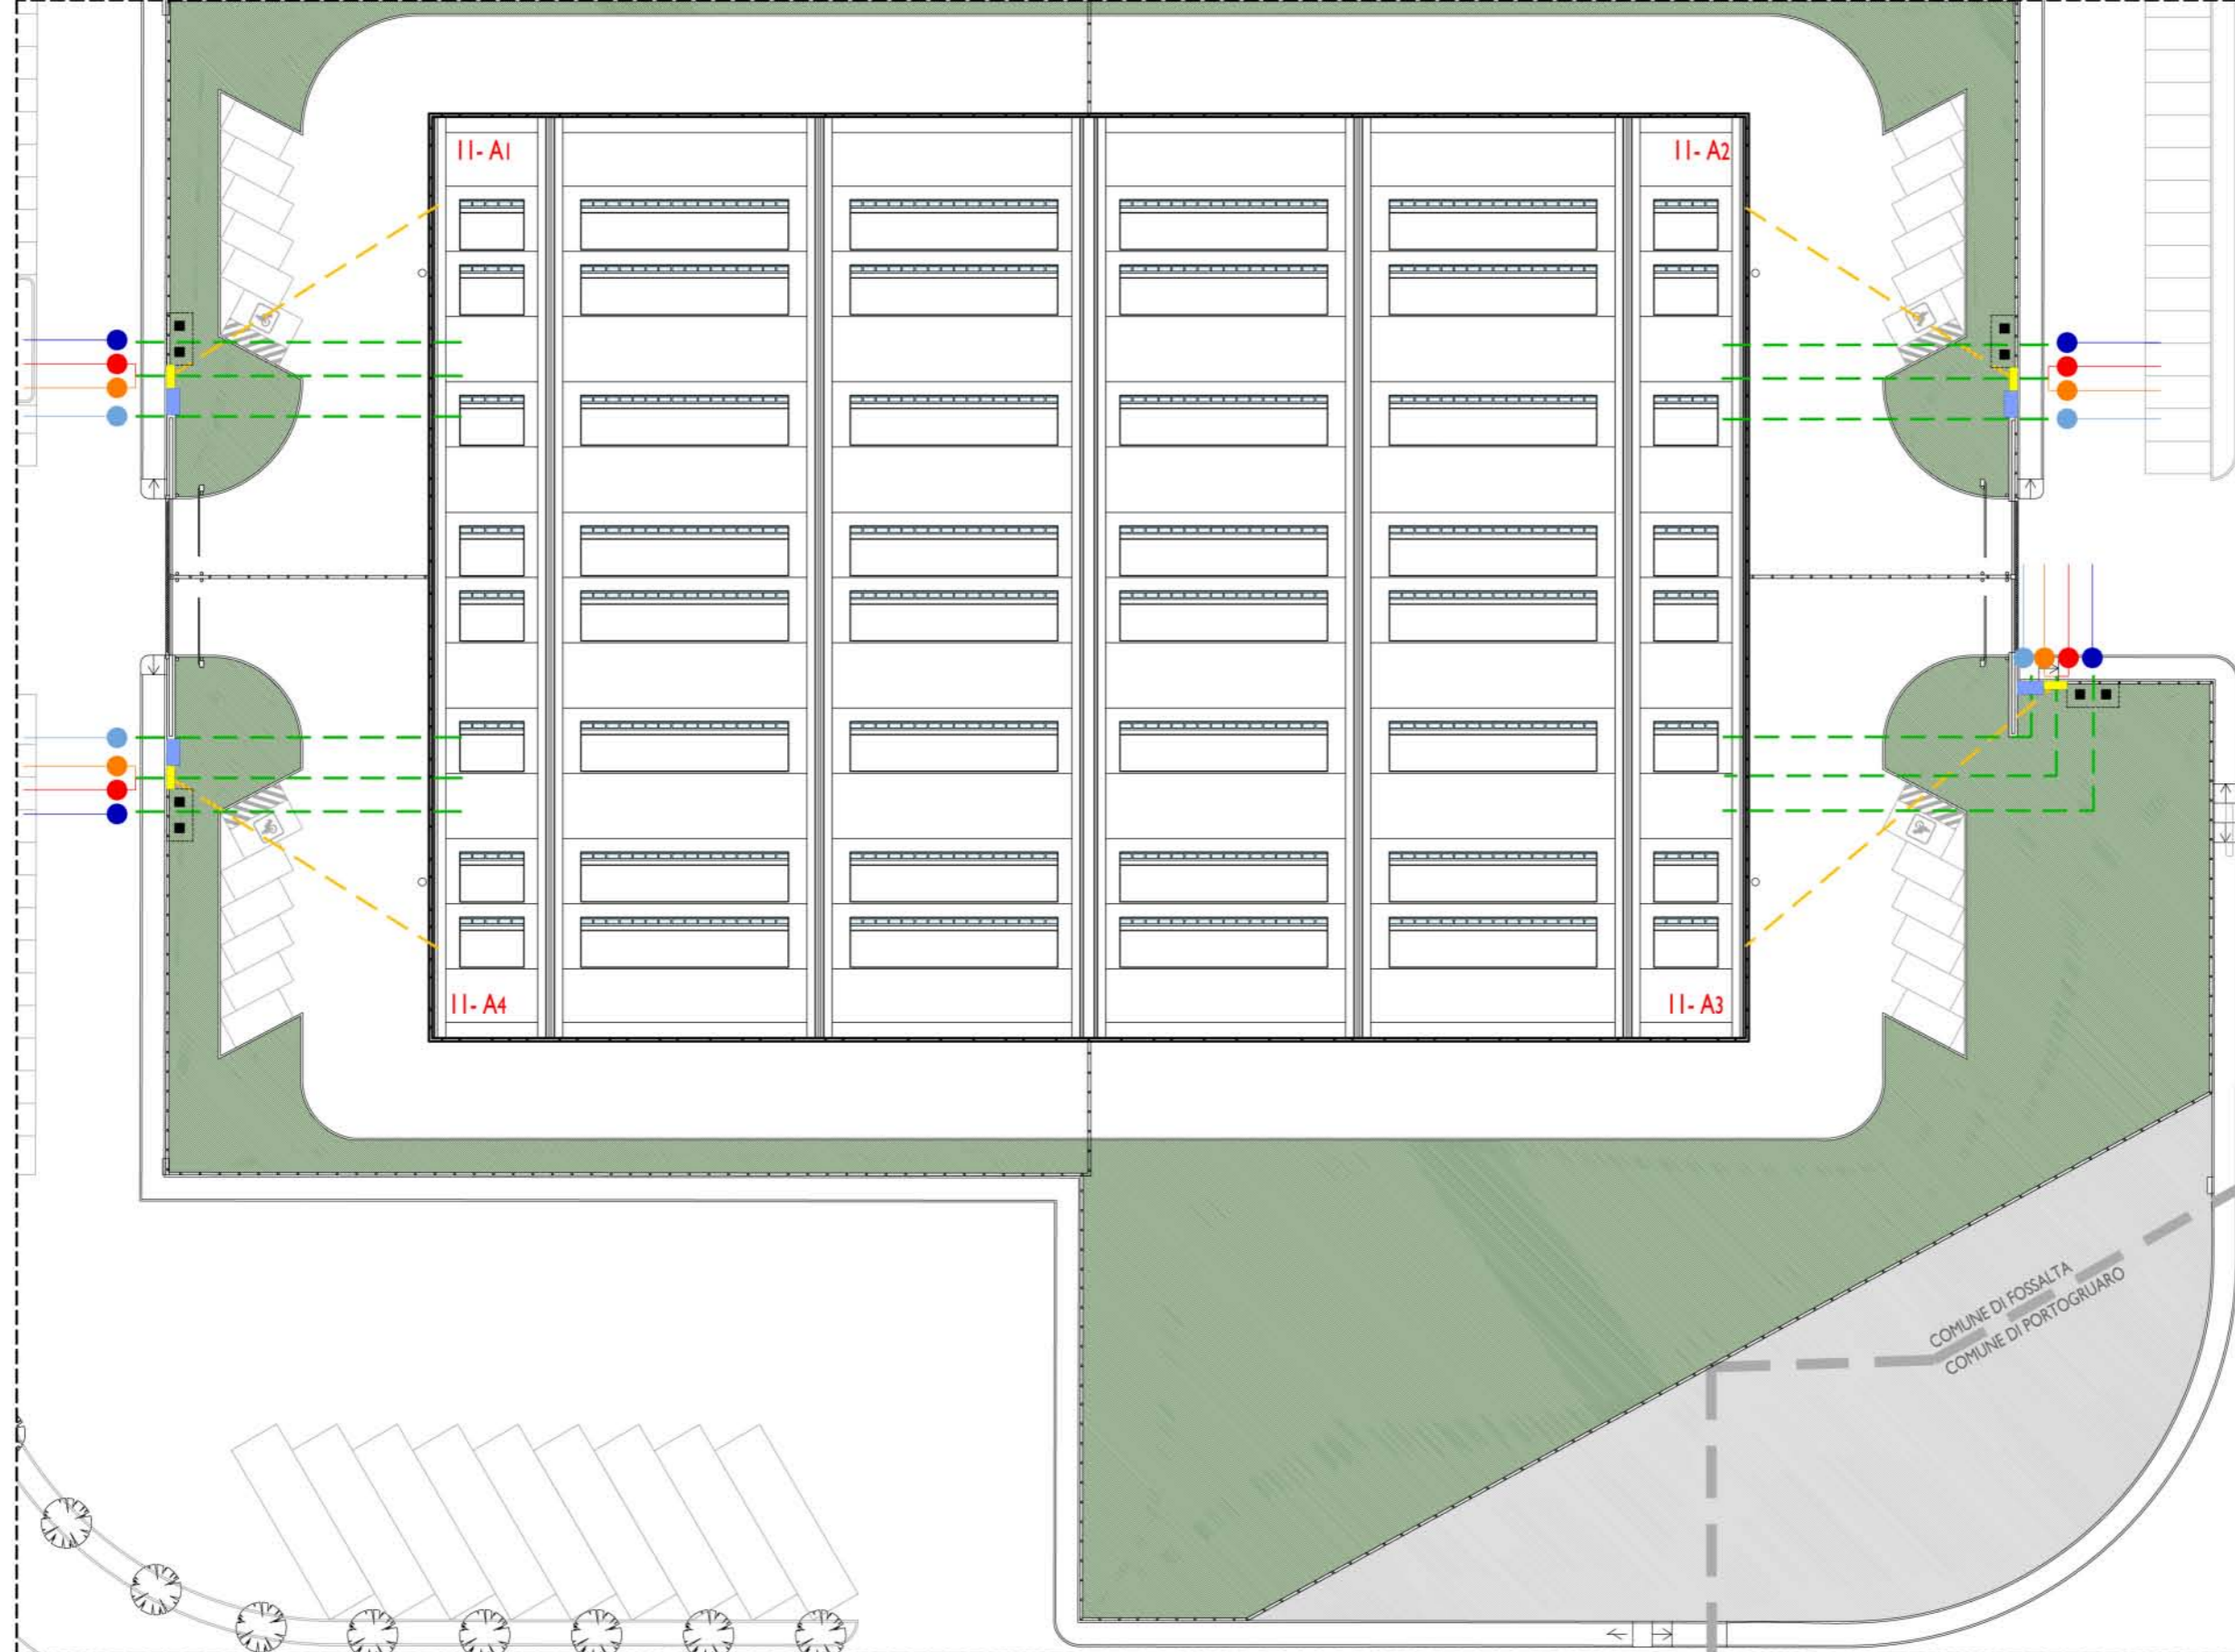 11- A1
11- A2
11- A4
11- A3
COMUNE DI FOSSALTA
COMUNE DI PORTOGRUARO